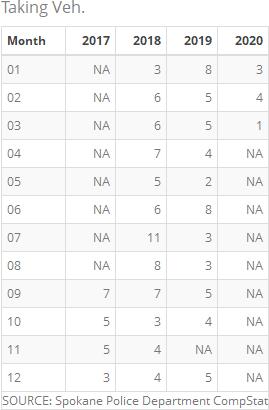 Taking Veh.
Month 2017 2018 2019 2020
01 NA 3 8 3
02 NA 6 5 4
03 NA 6 5 1
04 NA 7 4 NA
05 NA 5 2 NA
06 NA 6 8 NA
07 NA 11 3 NA
08 NA 8 3 NA
09 7 7 5 NA
10 5 3 4 NA
11 5 4 NA NA
12 3 4 5 NA
SOURCE: Spokane Police Department CompStat